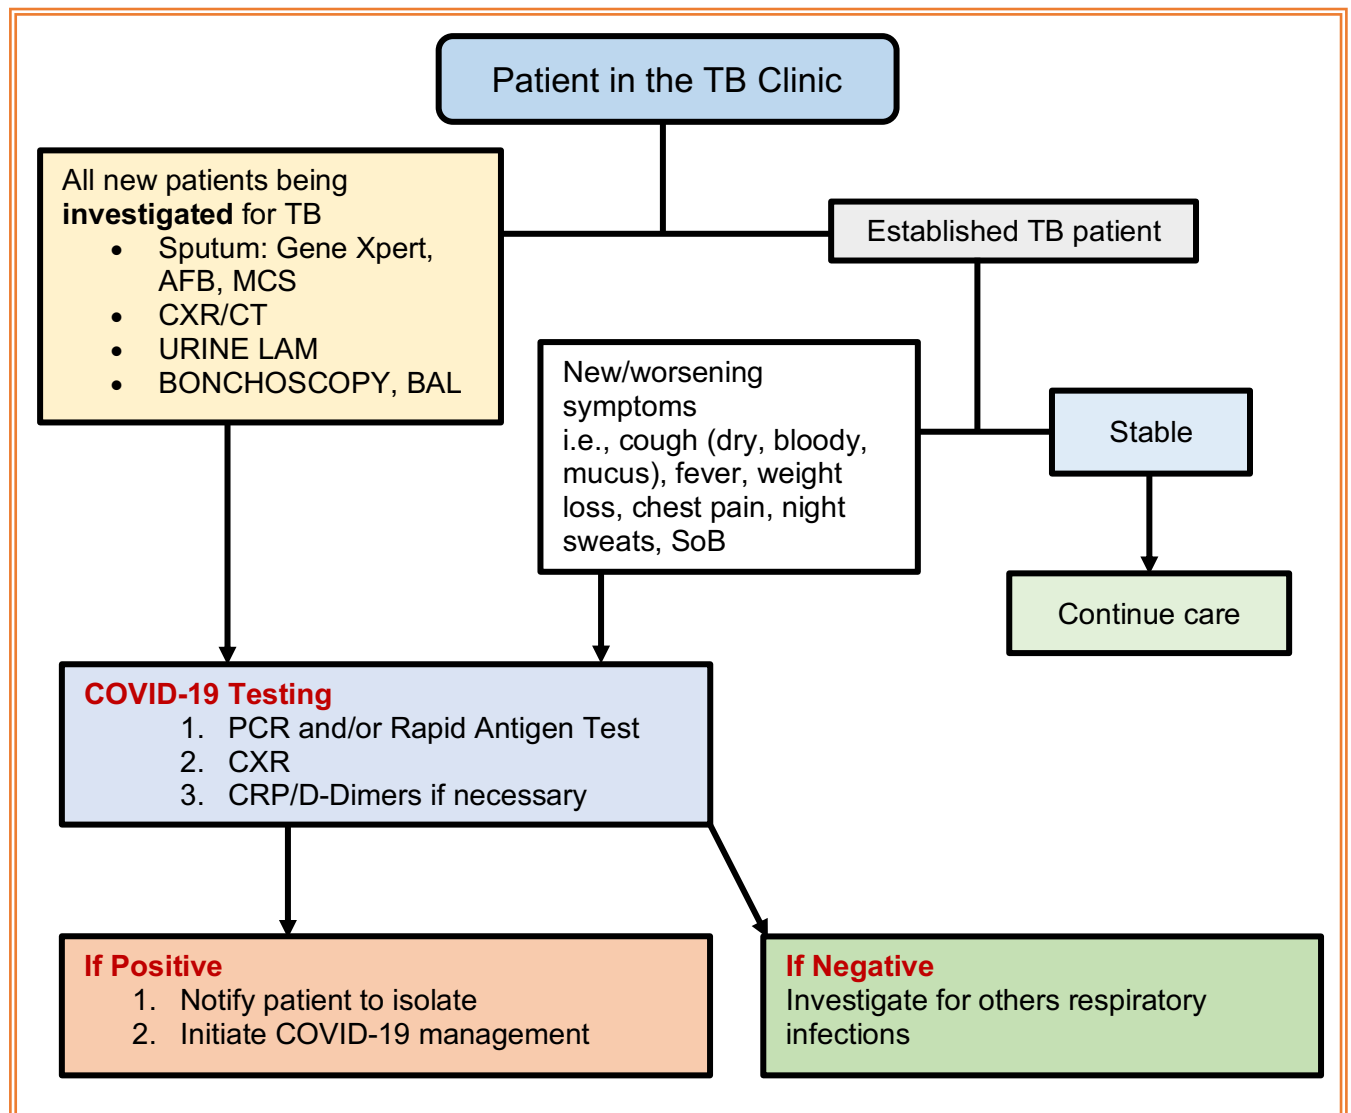 Patient in the TB Clinic
All new patients being
investigated for TB
• Sputum: Gene Xpert,
AFB, MCS
• CXR/CT
• URINE LAM
• BONCHOSCOPY, BAL
Established TB patient
New/worsening
symptoms
i.e., cough (dry, bloody,
mucus), fever, weight
loss, chest pain, night
sweats, SoB
Stable
Continue care
COVID-19 Testing
1. PCR and/or Rapid Antigen Test
2. CXR
3. CRP/D-Dimers if necessary
If Positive
1. Notify patient to isolate
2. Initiate COVID-19 management
If Negative
Investigate for others respiratory
infections